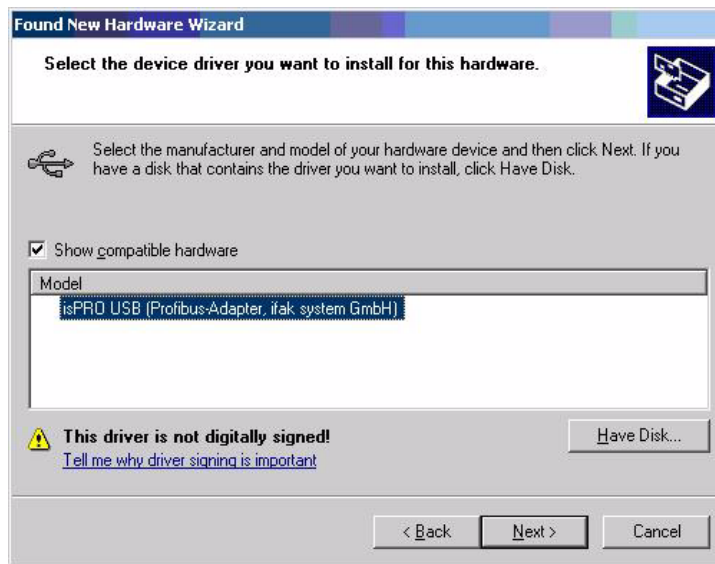 Found New Hardware Wizard
Select the device driver you want to install for this hardware.
Select the manufacturer and model of your hardware device and then click Next. If you
have a disk that contains the driver you want to install, click Have Disk.
Show compatible hardware
Model
isPRO USB (Profibus-Adapter, ifak system GmbH)
This driver is not digitally signed!
Have Disk...
Tell me why driver signing is important
< Back
Next >
Cancel